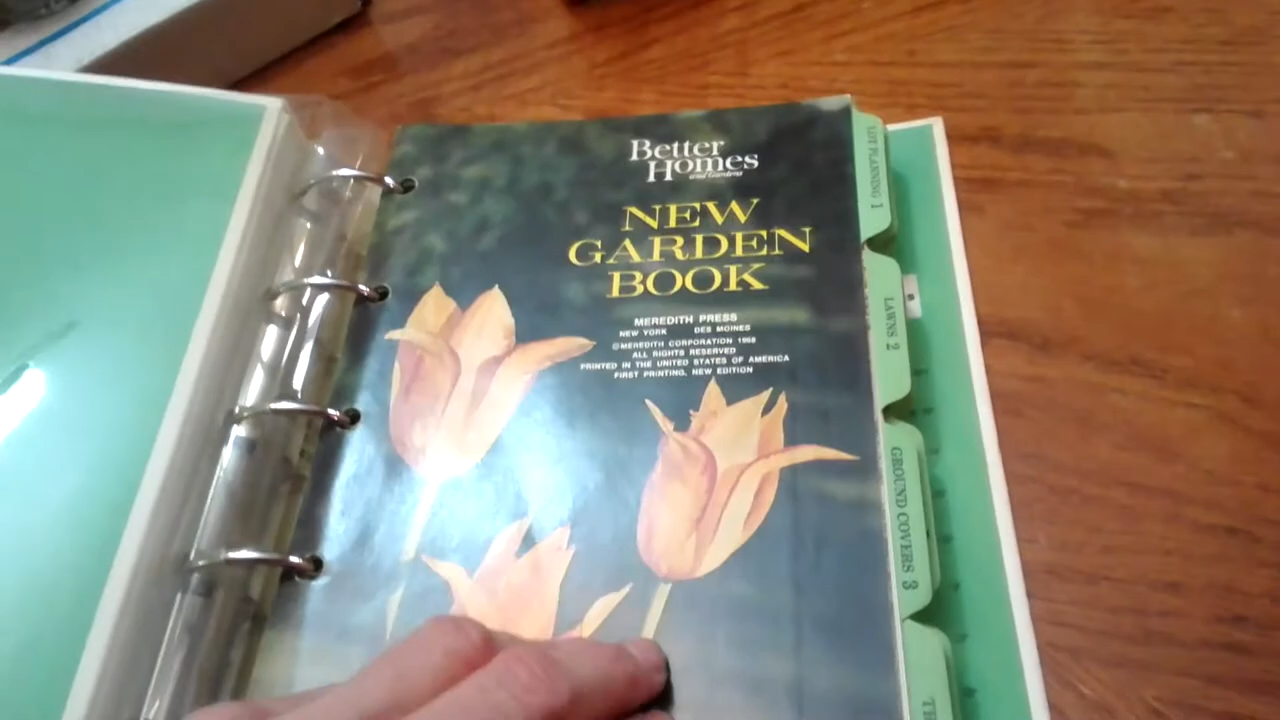 Better
Homes
and Gardens
NEW
GARDEN
BOOK
MEREDITH PRESS
NEW YORK DES MOINES
©MEREDITH CORPORATION 1968
ALL RIGHTS RESERVED
PRINTED IN THE UNITED STATES OF AMERICA
FIRST PRINTING, NEW EDITION
LOT PLANNING 1
LAWNS 2
GROUND COVERS 3